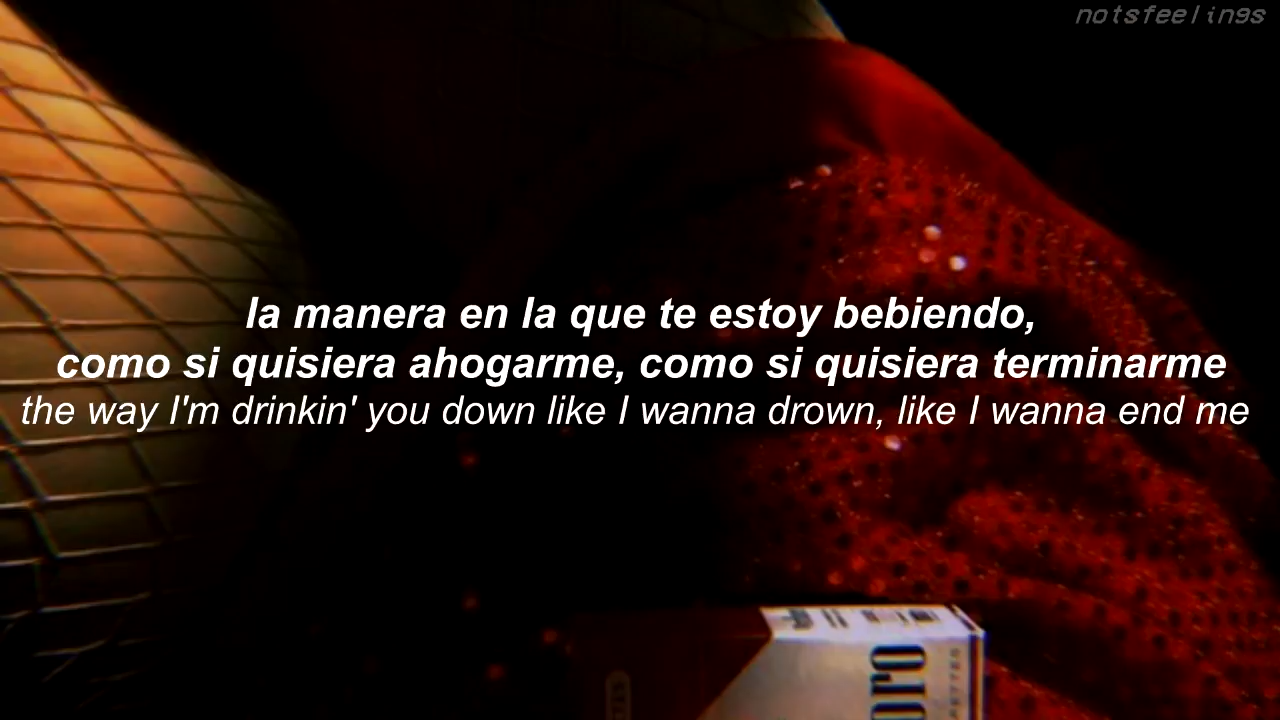 notsfeelings
la manera en la que te estoy bebiendo,
como si quisiera ahogarme, como si quisiera terminarme
the way I'm drinkin' you down like I wanna drown, like I wanna end me
oro